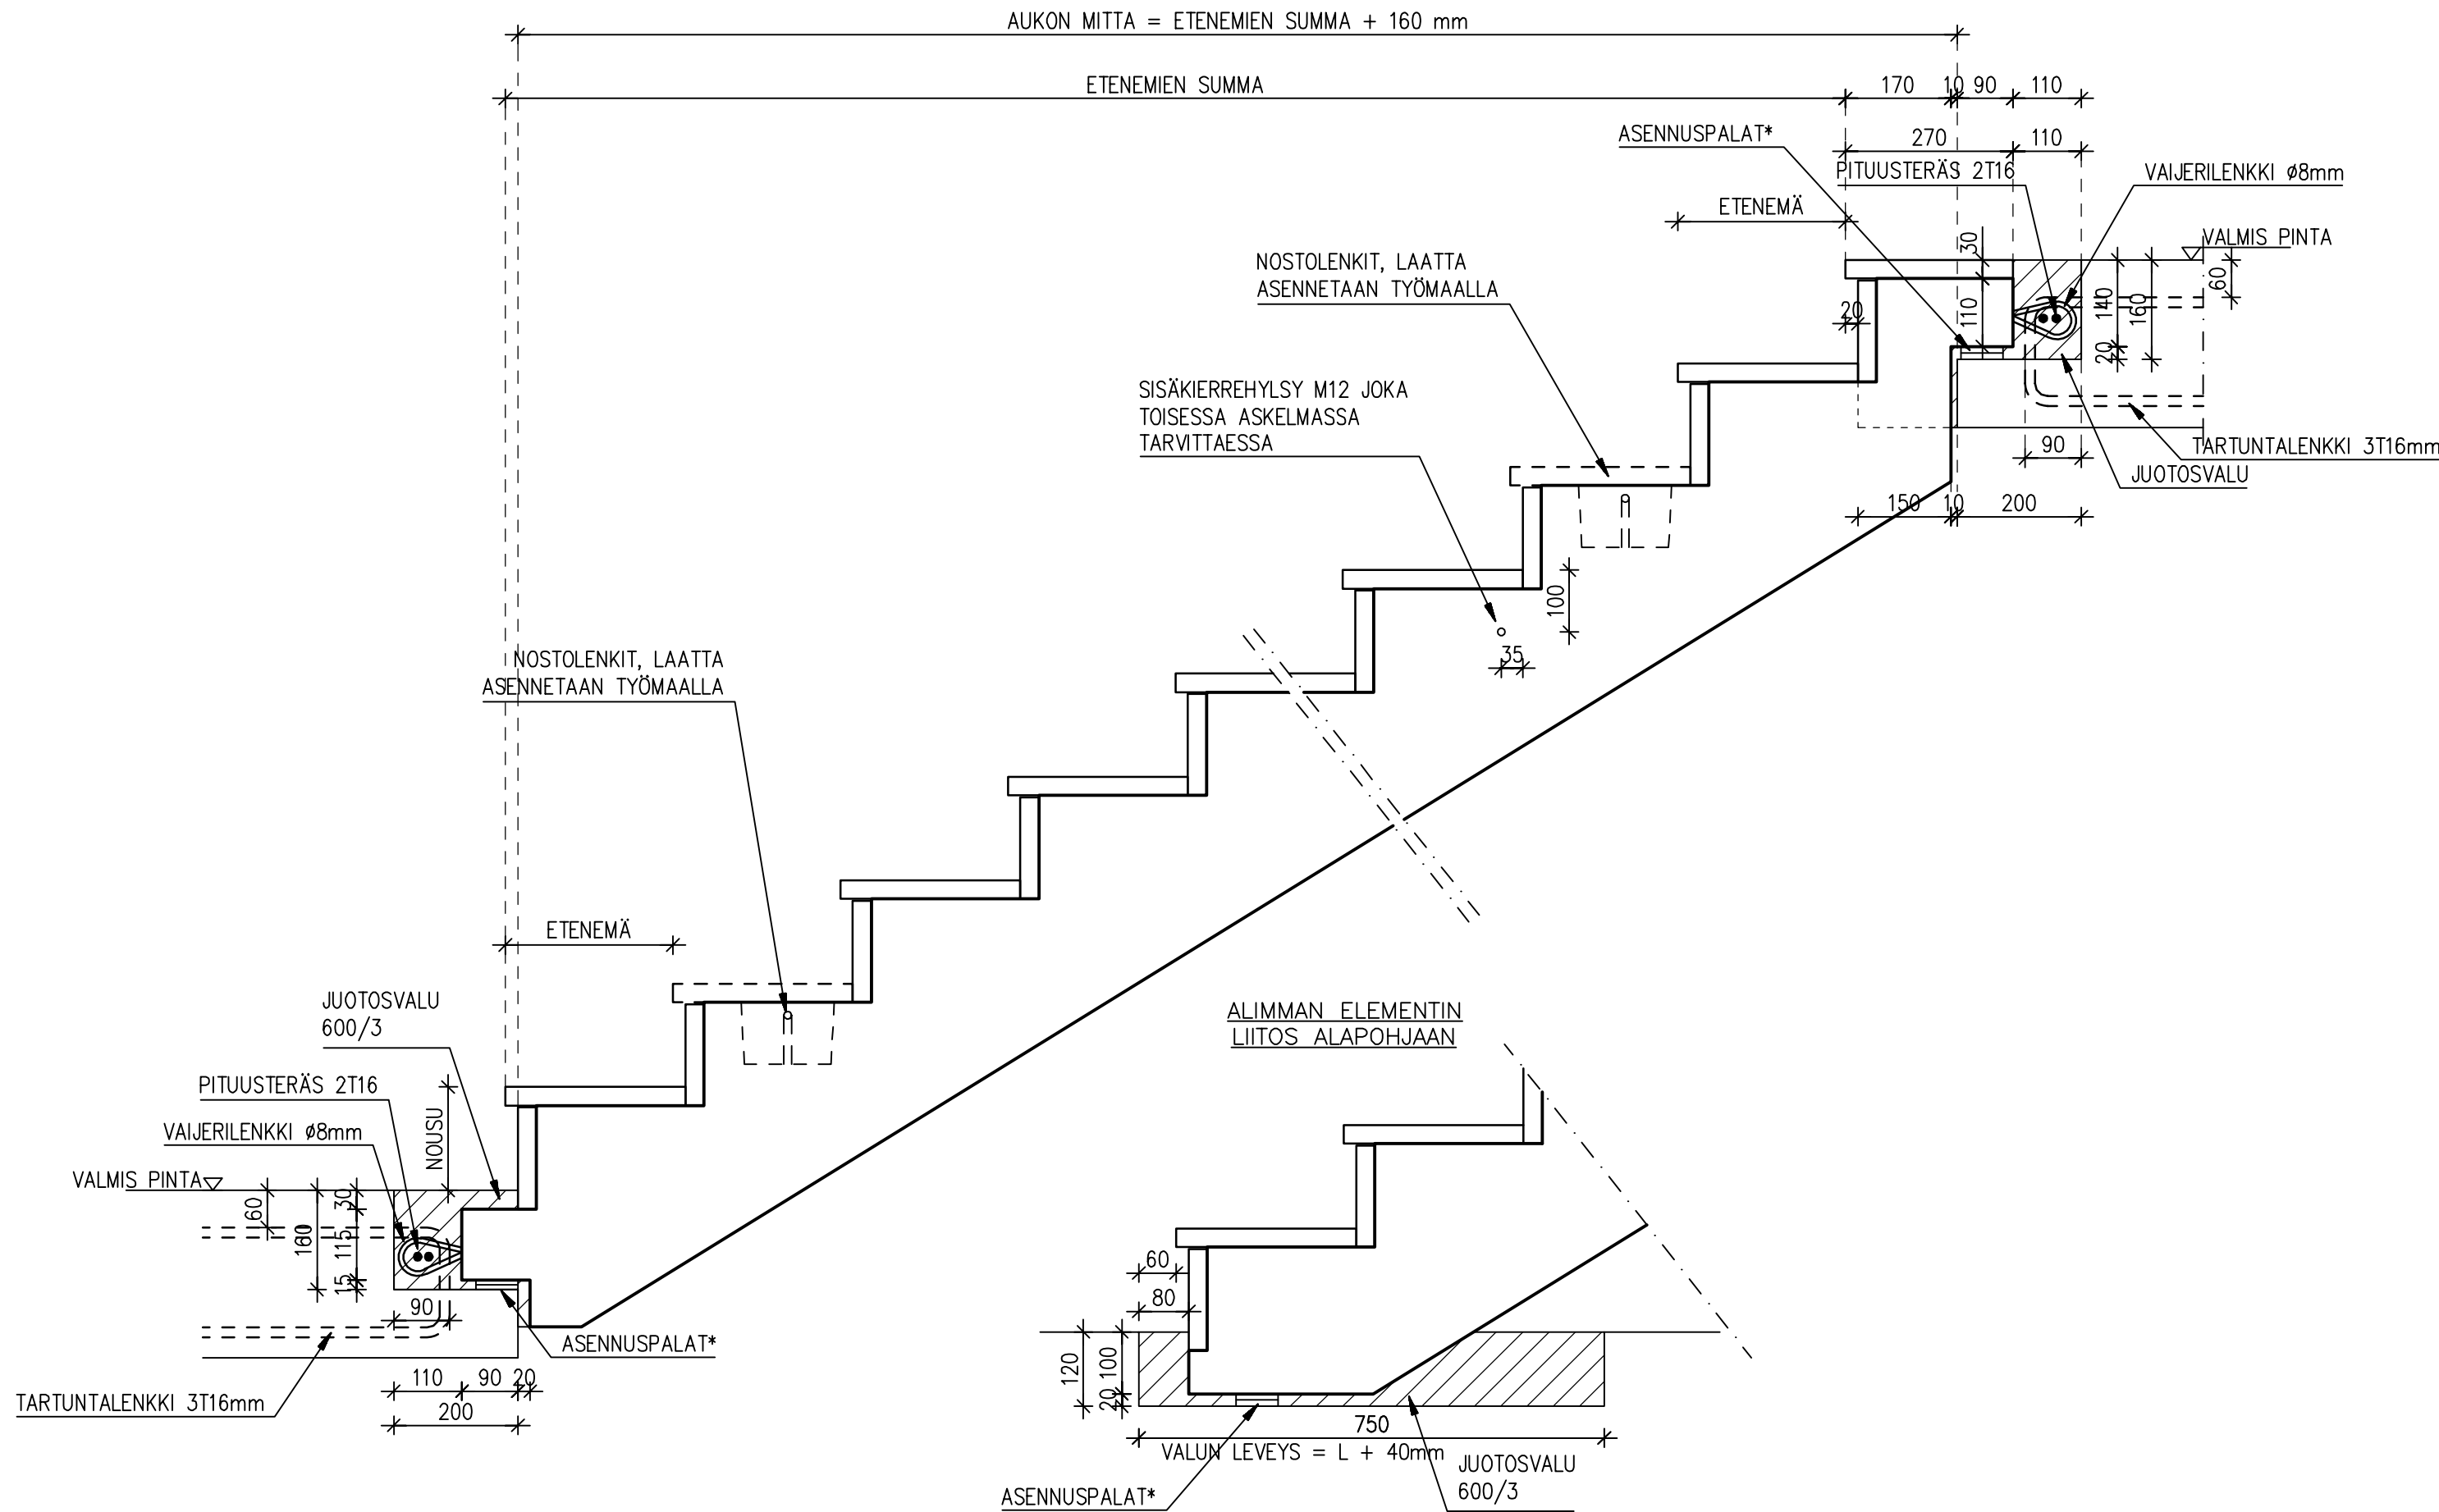 AUKON MITTA = ETENEMIEN SUMMA + 160 mm
ETENEMIEN SUMMA
170 10 90 110
ASENNUSPALAT*
270 110
PITUUSTERÄS 2T16
VAIJERILENKKI ø8mm
ETENEMÄ
VALMIS PINTA
30
60
NOSTOLENKIT, LAATTA
ASENNETAAN TYÖMAALLA
20
110
140
160
20
SISÄKIERREHYLSY M12 JOKA
TOISESSA ASKELMASSA
TARVITTAESSA
90
TARTUNTALENKKI 3T16mm
JUOTOSVALU
150 10 200
100
35
NOSTOLENKIT, LAATTA
ASENNETAAN TYÖMAALLA
ETENEMÄ
JUOTOSVALU
600/3
PITUUSTERÄS 2T16
VAIJERILENKKI ø8mm
NOUSU
VALMIS PINTA
60
160
30
115
15
90
ASENNUSPALAT*
110 90 20
TARTUNTALENKKI 3T16mm
200
ALIMMAN ELEMENTIN
LIITOS ALAPOHJAAN
60
80
120
100
20
750
VALUN LEVEYS = L + 40mm
JUOTOSVALU
600/3
ASENNUSPALAT*